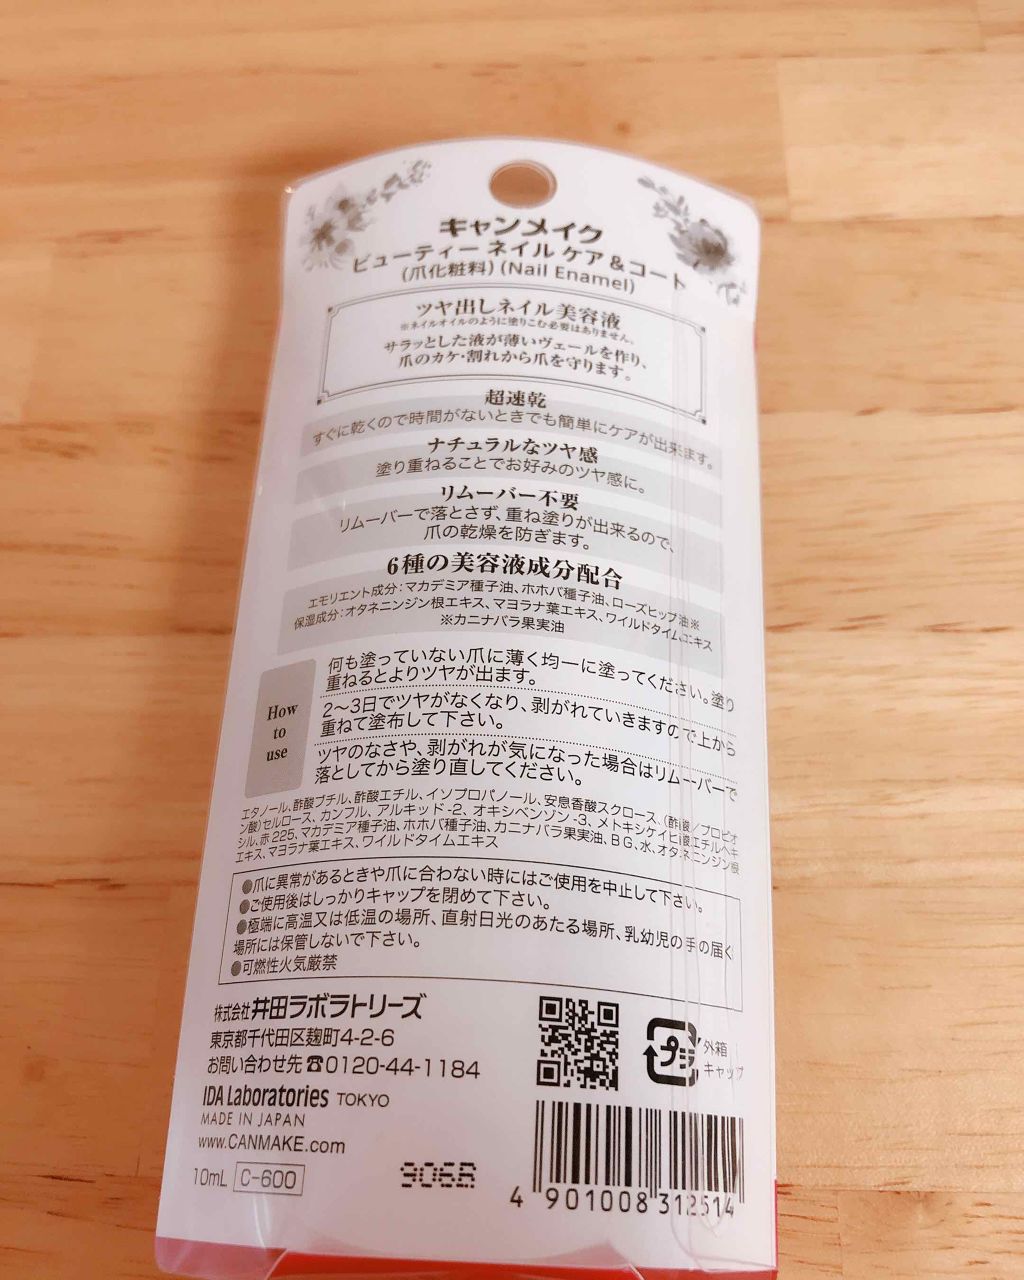 キャンメイク
ビューティー ネイル ケア & コート
(爪化粧料) (Nail Enamel)
ツヤ出しネイル美容液
※ネイルオイルのように塗りこむ必要はありません。
サラッとした液が薄いヴェールを作り、
爪のカケ・割れから爪を守ります。
超速乾
すぐに乾くので時間がないときでも簡単にケアが出来ます。
ナチュラルなツヤ感
塗り重ねることでお好みのツヤ感に。
リムーバー不要
リムーバーで落とさず、重ね塗りが出来るので、
爪の乾燥を防ぎます。
6種の美容液成分配合
エモリエント成分：マカデミア種子油、ホホバ種子油、ローズヒップ油※
保湿成分：オタネニンジン根エキス、マヨラナ葉エキス、ワイルドタイムエキス
※カニナバラ果実油
How
to
use
何も塗っていない爪に薄く均一に塗ってください。塗り
重ねるとよりツヤが出ます。
2〜3日でツヤがなくなり、剥がれていきますので上から
重ねて塗布して下さい。
ツヤのなさや、剥がれが気になった場合はリムーバーで
落としてから塗り直してください。
エタノール、酢酸ブチル、酢酸エチル、イソプロパノール、安息香酸スクロース、(酢酸／プロピオ
ン酸)セルロース、カンフル、アルキッド-2、オキシベンゾン-3、メトキシケイヒ酸エチルヘキ
シル、赤225、マカデミア種子油、ホホバ種子油、カニナバラ果実油、BG、水、オタネニンジン根
エキス、マヨラナ葉エキス、ワイルドタイムエキス
●爪に異常があるときや爪に合わない時にはご使用を中止して下さい。
●ご使用後はしっかりキャップを閉めて下さい。
●極端に高温又は低温の場所、直射日光のあたる場所、乳幼児の手の届く
場所には保管しないで下さい。
●可燃性火気厳禁
株式会社 井田ラボラトリーズ
東京都千代田区麹町4-2-6
お問い合わせ先 ☎0120-44-1184
IDA Laboratories TOKYO
MADE IN JAPAN
www.CANMAKE.com
10mL C-600
906B
プラ
外箱
キャップ
4 901008 312514